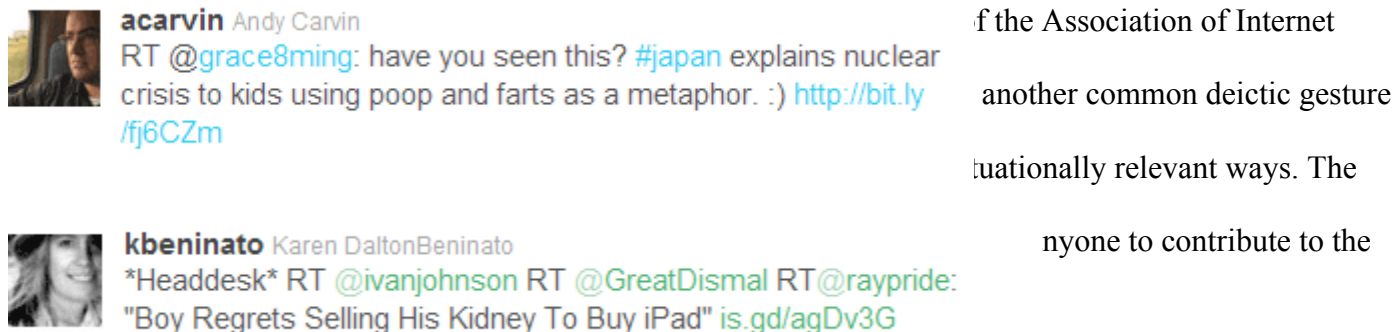 acarvin Andy Carvin
RT @grace8ming: have you seen this? #japan explains nuclear
crisis to kids using poop and farts as a metaphor. :) http://bit.ly
/fj6CZm
kbeninato Karen DaltonBeninato
*Headdesk* RT @ivanjohnson RT @GreatDismal RT@raypride:
"Boy Regrets Selling His Kidney To Buy iPad" is.gd/agDv3G
f the Association of Internet
another common deictic gesture
tuationally relevant ways. The
nyone to contribute to the